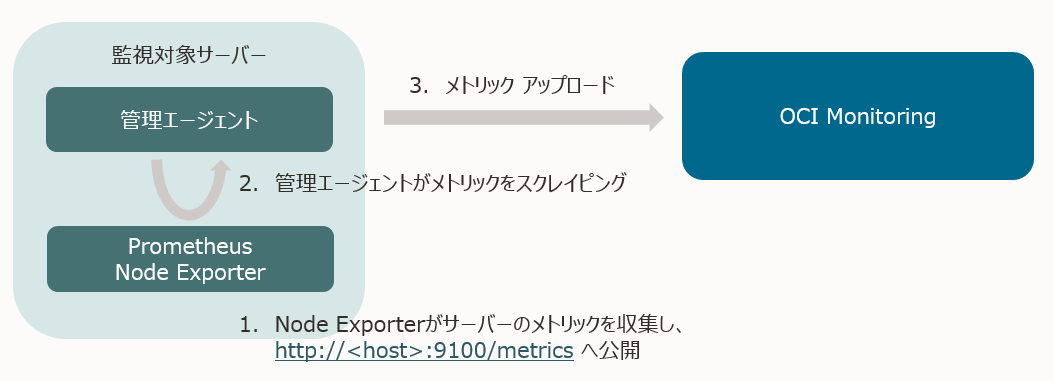 監視対象サーバー
管理エージェント
3. メトリック アップロード
OCI Monitoring
2. 管理エージェントがメトリックをスクレイピング
Prometheus
Node Exporter
1. Node Exporterがサーバーのメトリックを収集し、
http://<host>:9100/metrics へ公開